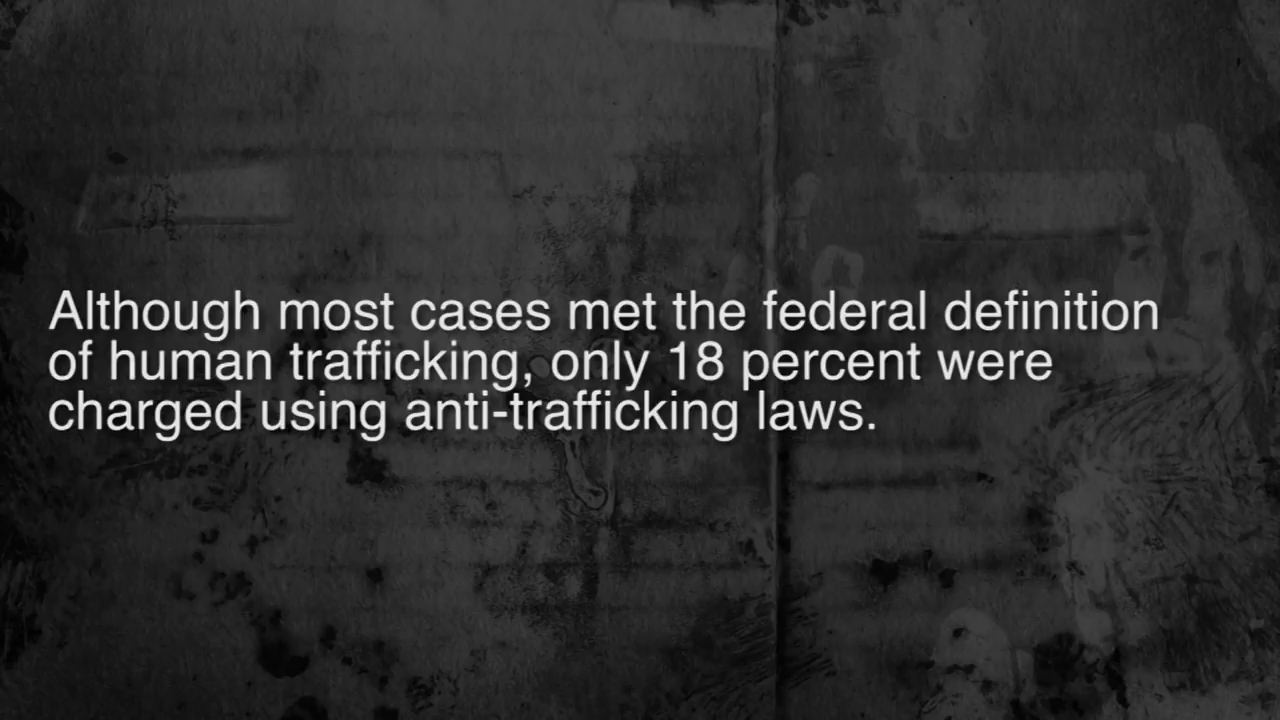 Although most cases met the federal definition
of human trafficking, only 18 percent were
charged using anti-trafficking laws.